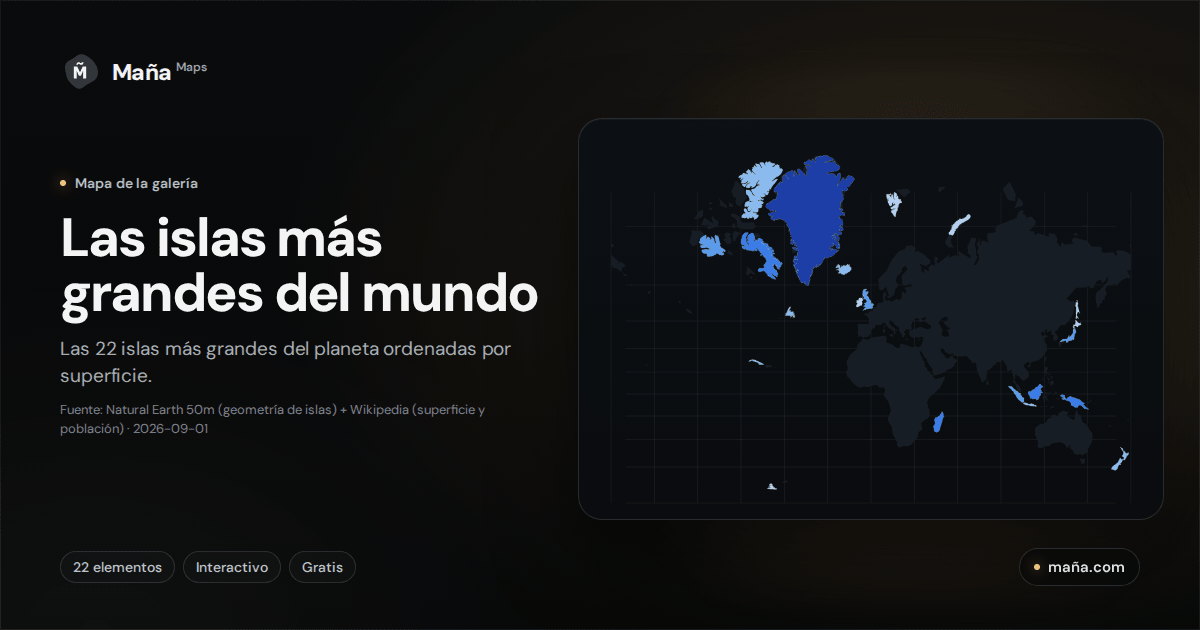 M̃
Maña Maps
Mapa de la galería
Las islas más
grandes del mundo
Las 22 islas más grandes del planeta ordenadas por
superficie.
Fuente: Natural Earth 50m (geometría de islas) + Wikipedia (superficie y
población) · 2026-09-01
22 elementos
Interactivo
Gratis
maña.com